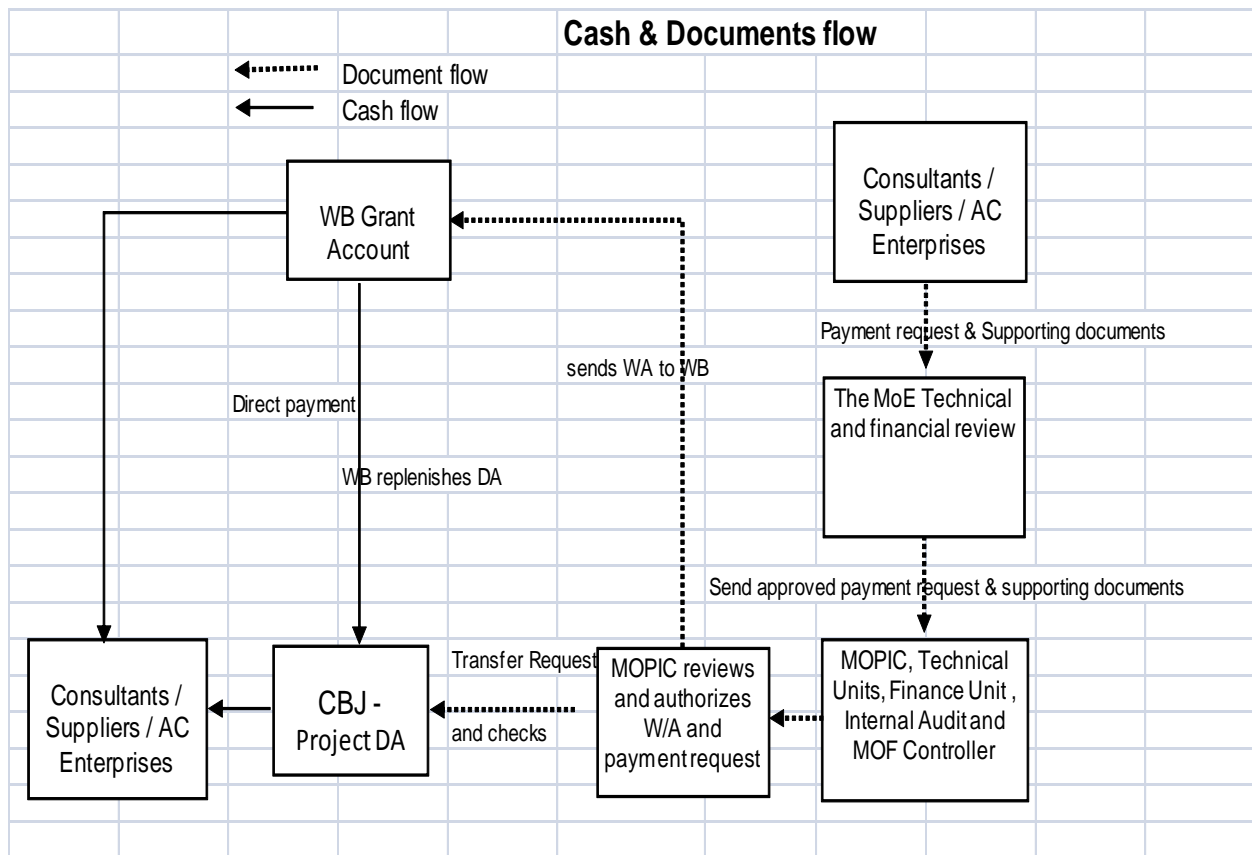 Cash & Documents flow
Document flow
Cash flow
Consultants /
Suppliers / AC
Enterprises
WB Grant
Account
Payment request & Supporting documents
sends WA to WB
The MoE Technical
and financial review
Direct payment
WB replenishes DA
Send approved payment request & supporting documents
Consultants /
Suppliers / AC
Enterprises
CBJ -
Project DA
Transfer Request
and checks
MOPIC reviews
and authorizes
W/A and
payment request
MOPIC, Technical
Units, Finance Unit ,
Internal Audit and
MOF Controller